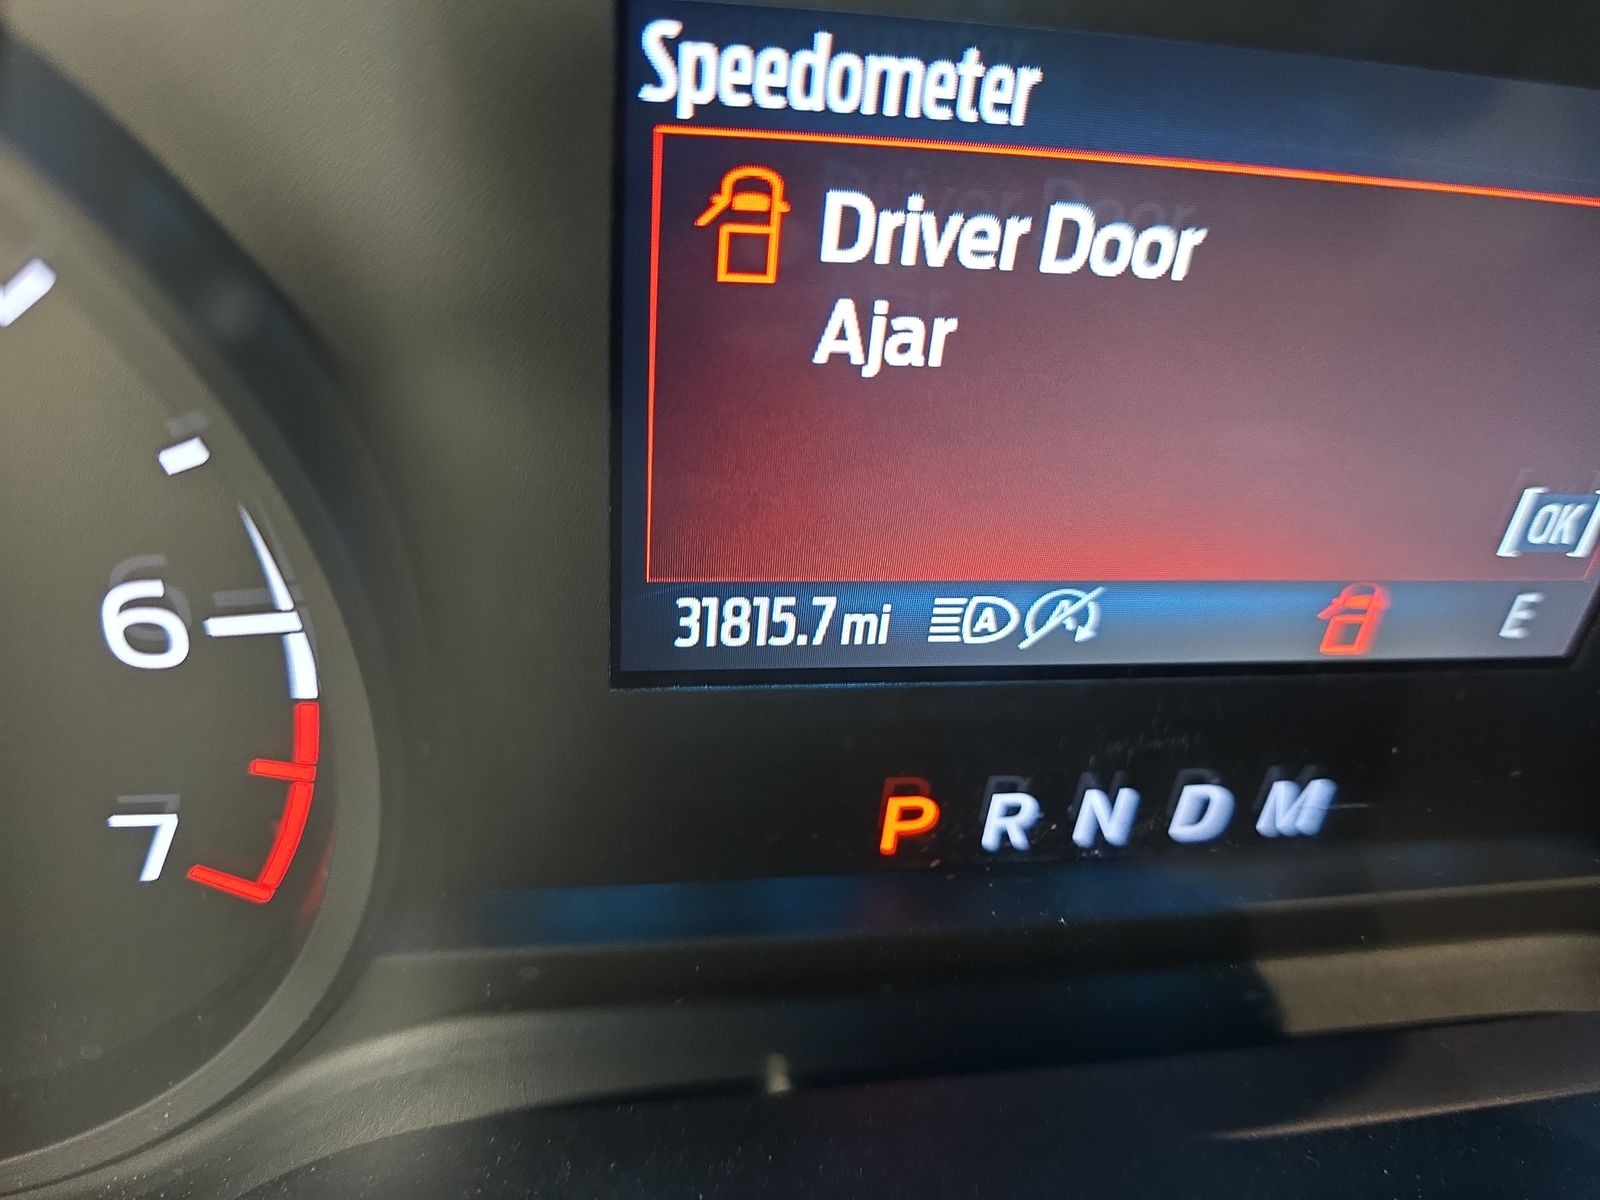 Speedometer
Driver Door
Ajar
[OK]
31815.7 mi A A E
6
7
P R N D M